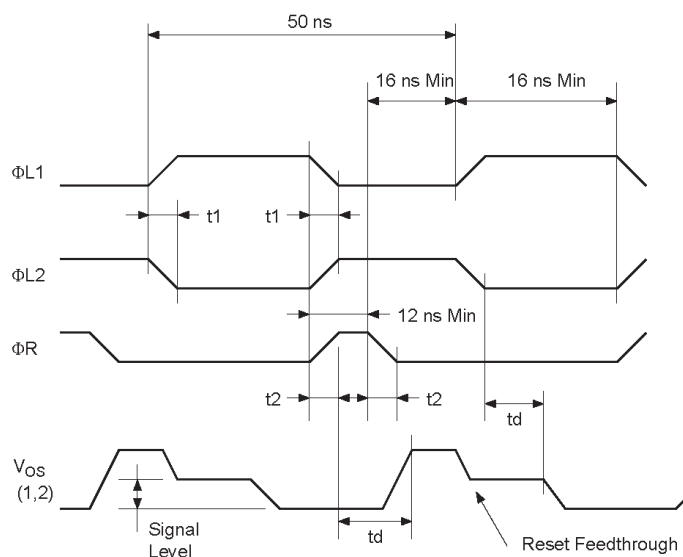 50 ns
16 ns Min
16 ns Min
ΦL1
t1
t1
ΦL2
12 ns Min
ΦR
t2
t2
td
VOS
(1,2)
Signal
Level
td
Reset Feedthrough